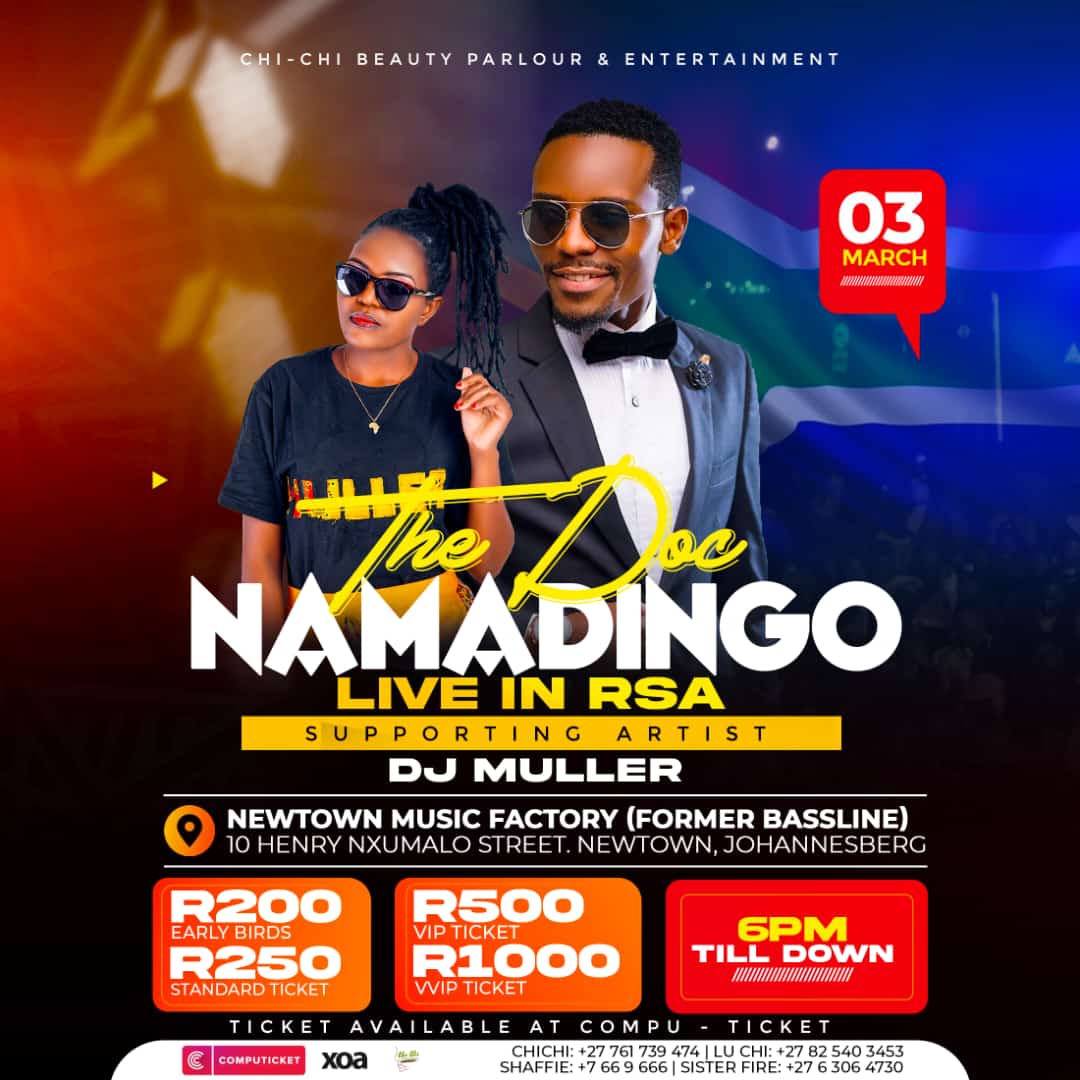 CHI-CHI BEAUTY PARLOUR & ENTERTAINMENT
03
MARCH
The Doc
NAMADINGO
LIVE IN RSA
SUPPORTING ARTIST
DJ MULLER
NEWTOWN MUSIC FACTORY (FORMER BASSLINE)
10 HENRY NXUMALO STREET. NEWTOWN, JOHANNESBERG
R200
EARLY BIRDS
R250
STANDARD TICKET
R500
VIP TICKET
R1000
VVIP TICKET
6PM
TILL DOWN
TICKET AVAILABLE AT COMPU - TICKET
COMPUTICKET
xoa
CHICHI: +27 761 739 474 | LU CHI: +27 82 540 3453
SHAFFIE: +7 66 9 666 | SISTER FIRE: +27 6 306 4730